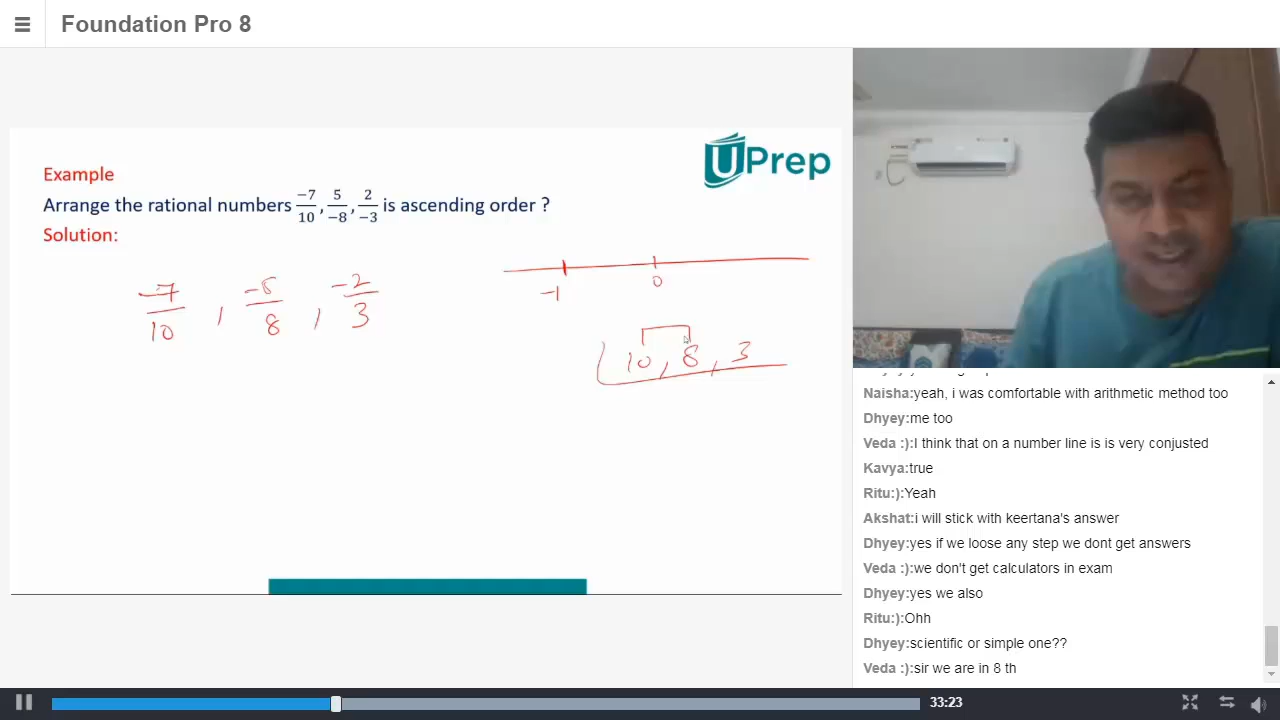 Foundation Pro 8
UPrep
Example
Arrange the rational numbers −7/10, 5/−8, 2/−3 is ascending order ?
Solution:
−7/10 , −5/8 , −2/3
−1 0
10, 8, 3
Naisha:yeah, i was comfortable with arithmetic method too
Dhyey:me too
Veda :):I think that on a number line is is very conjusted
Kavya:true
Ritu:):Yeah
Akshat:i will stick with keertana's answer
Dhyey:yes if we loose any step we dont get answers
Veda :):we don't get calculators in exam
Dhyey:yes we also
Ritu:):Ohh
Dhyey:scientific or simple one??
Veda :):sir we are in 8 th
33:23